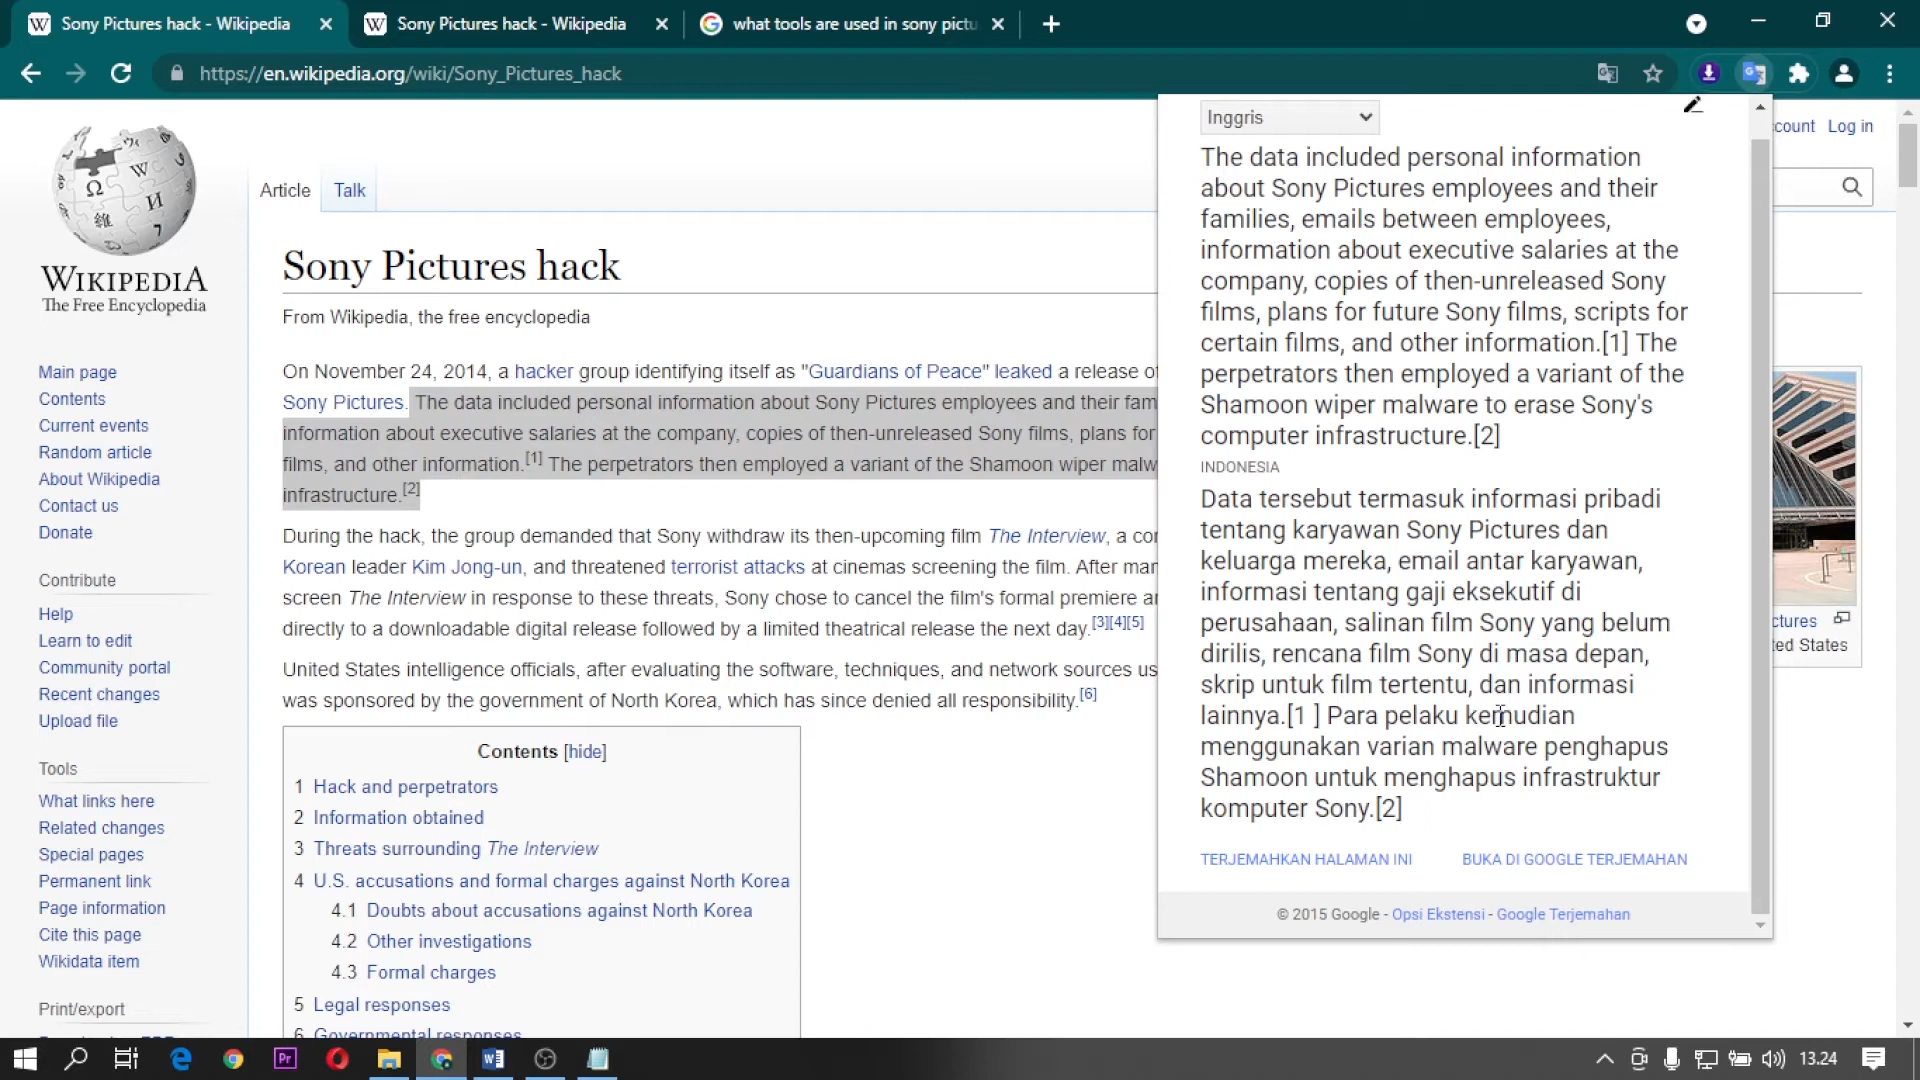 Sony Pictures hack - Wikipedia
Sony Pictures hack - Wikipedia
what tools are used in sony pictu
https://en.wikipedia.org/wiki/Sony_Pictures_hack
WIKIPEDIA
The Free Encyclopedia
Main page
Contents
Current events
Random article
About Wikipedia
Contact us
Donate
Contribute
Help
Learn to edit
Community portal
Recent changes
Upload file
Tools
What links here
Related changes
Special pages
Permanent link
Page information
Cite this page
Wikidata item
Print/export
Article Talk
Sony Pictures hack
From Wikipedia, the free encyclopedia
On November 24, 2014, a hacker group identifying itself as "Guardians of Peace" leaked a release of
Sony Pictures. The data included personal information about Sony Pictures employees and their fam
information about executive salaries at the company, copies of then-unreleased Sony films, plans for
films, and other information.[1] The perpetrators then employed a variant of the Shamoon wiper malw
infrastructure.[2]
During the hack, the group demanded that Sony withdraw its then-upcoming film The Interview, a co
Korean leader Kim Jong-un, and threatened terrorist attacks at cinemas screening the film. After mar
screen The Interview in response to these threats, Sony chose to cancel the film's formal premiere ar
directly to a downloadable digital release followed by a limited theatrical release the next day.[3][4][5]
United States intelligence officials, after evaluating the software, techniques, and network sources us
was sponsored by the government of North Korea, which has since denied all responsibility.[6]
Contents [hide]
1 Hack and perpetrators
2 Information obtained
3 Threats surrounding The Interview
4 U.S. accusations and formal charges against North Korea
4.1 Doubts about accusations against North Korea
4.2 Other investigations
4.3 Formal charges
5 Legal responses
6 Governmental responses
Inggris
The data included personal information
about Sony Pictures employees and their
families, emails between employees,
information about executive salaries at the
company, copies of then-unreleased Sony
films, plans for future Sony films, scripts for
certain films, and other information.[1] The
perpetrators then employed a variant of the
Shamoon wiper malware to erase Sony's
computer infrastructure.[2]
INDONESIA
Data tersebut termasuk informasi pribadi
tentang karyawan Sony Pictures dan
keluarga mereka, email antar karyawan,
informasi tentang gaji eksekutif di
perusahaan, salinan film Sony yang belum
dirilis, rencana film Sony di masa depan,
skrip untuk film tertentu, dan informasi
lainnya.[1 ] Para pelaku kemudian
menggunakan varian malware penghapus
Shamoon untuk menghapus infrastruktur
komputer Sony.[2]
TERJEMAHKAN HALAMAN INI BUKA DI GOOGLE TERJEMAHAN
© 2015 Google - Opsi Ekstensi - Google Terjemahan
count Log in
ctures
ted States
13.24